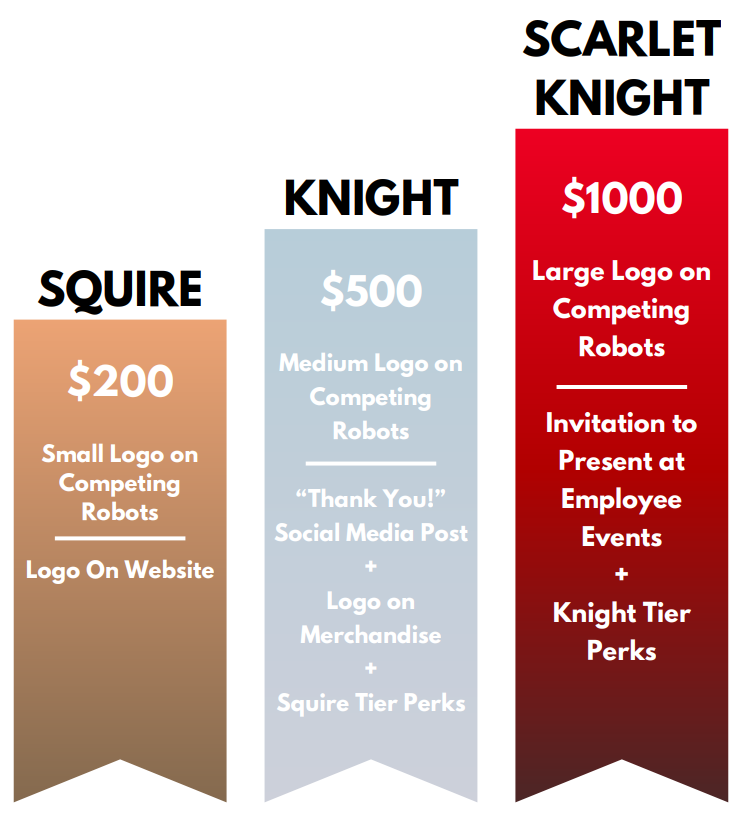 SQUIRE
$200
Small Logo on
Competing
Robots
Logo On Website
KNIGHT
$500
Medium Logo on
Competing
Robots
“Thank You!”
Social Media Post
+
Logo on
Merchandise
+
Squire Tier Perks
SCARLET
KNIGHT
$1000
Large Logo on
Competing
Robots
Invitation to
Present at
Employee
Events
+
Knight Tier
Perks